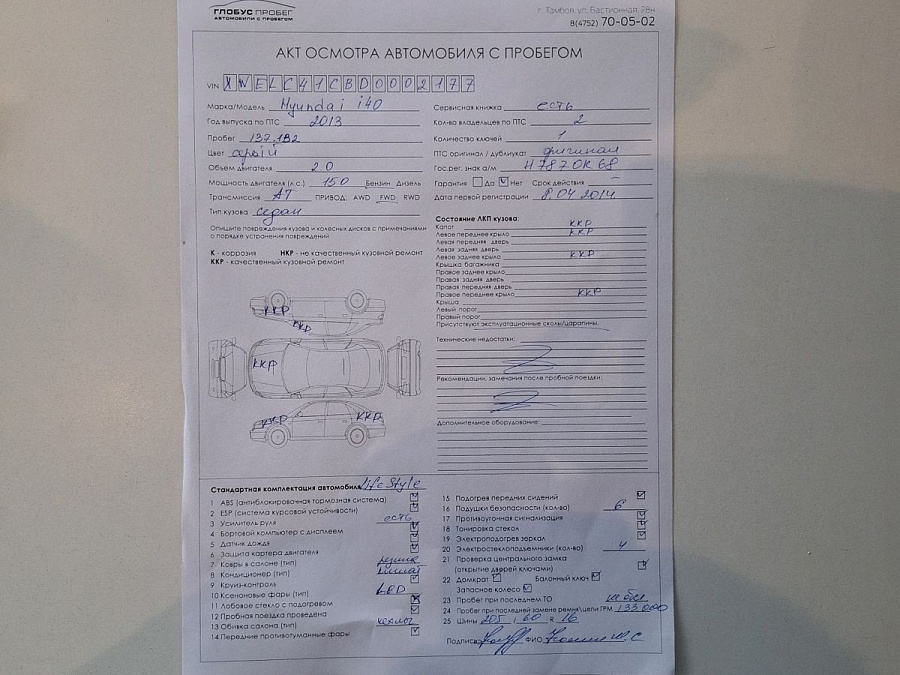 ГЛОБУС ПРОБЕГ
АВТОМОБИЛИ С ПРОБЕГОМ
г. Тамбов, ул. Бастионная, 28н
8(4752) 70-05-02
АКТ ОСМОТРА АВТОМОБИЛЯ С ПРОБЕГОМ
VIN XWELC41CBD0002177
Марка/Модель Hyundai i40
Год выпуска по ПТС 2013
Пробег 137.182
Цвет серый
Объем двигателя 2.0
Мощность двигателя (л.с.) 150 Бензин Дизель
Трансмиссия АТ ПРИВОД: AWD FWD RWD
Тип кузова седан
Опишите повреждения кузова и колесных дисков с примечаниями
о порядке устранения повреждений
К - коррозия НКР - не качественный кузовной ремонт
ККР - качественный кузовной ремонт
ККР
ККР
ККР
ККР ККР
Сервисная книжка есть
Кол-во владельцев по ПТС 2
Количество ключей 1
ПТС оригинал / дубликат оригинал
Гос.рег. знак а/м Н787ОК 68
Гарантия Да Нет Срок действия –
Дата первой регистрации 8.04 2014
Состояние ЛКП кузова:
Капот ККР
Левое переднее крыло ККР
Левая передняя дверь
Левая задняя дверь
Левое заднее крыло ККР
Крышка багажника
Правое заднее крыло
Правая задняя дверь
Правая передняя дверь
Правое переднее крыло ККР
Крыша
Левый порог
Правый порог
Присутствуют эксплуатационные сколы/царапины.
Технические недостатки:
Рекомендации, замечания после пробной поездки:
Дополнительное оборудование:
Стандартная комплектация автомобиля Life Style
1 ABS (антиблокировачная тормозная система)
2 ESP (система курсовой устойчивости)
3 Усилитель руля есть
4 Бортовой компьютер с дисплеем
5 Датчик дождя
6 Защита картера двигателя
7 Ковры в салоне (тип) резина
8 Кондиционер (тип) климат
9 Круиз-контроль
10 Ксеноновые фары (тип) LED
11 Лобовое стекло с подогревом
12 Пробная поездка проведена
13 Обивка салона (тип)
14 Передние противотуманные фары
15 Подогрев передних сидений
16 Подушки безопасности (кол-во) 6
17 Противоугонная сигнализация
18 Тонировка стекол
19 Электроподогрев зеркал
20 Электростеклоподъемники (кол-во) 4
21 Проверка центрального замка
(открытие дверей ключами)
22 Домкрат Балонный ключ
Запасное колесо
23 Пробег при последнем ТО
24 Пробег при последней замене ремня/цепи ГРМ 133.000
25 Шины 205 / 60 R 16
Подпись ФИО